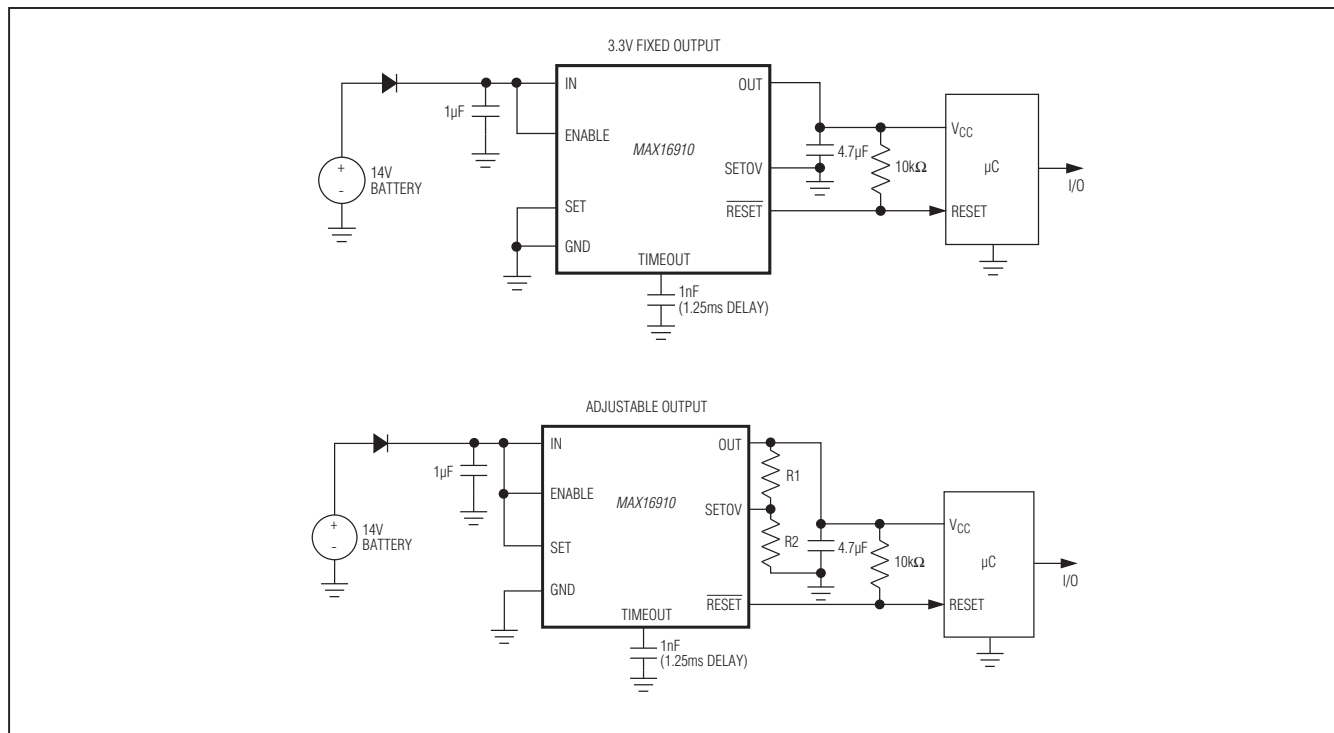 3.3V FIXED OUTPUT
IN
OUT
1µF
ENABLE
VCC
MAX16910
4.7µF
10kΩ
µC
SETOV
14V
BATTERY
+
-
I/O
SET
RESET
RESET
GND
TIMEOUT
1nF
(1.25ms DELAY)
ADJUSTABLE OUTPUT
IN
OUT
1µF
R1
ENABLE
MAX16910
SETOV
VCC
14V
BATTERY
+
-
R2
4.7µF
10kΩ
µC
SET
I/O
GND
RESET
RESET
TIMEOUT
1nF
(1.25ms DELAY)